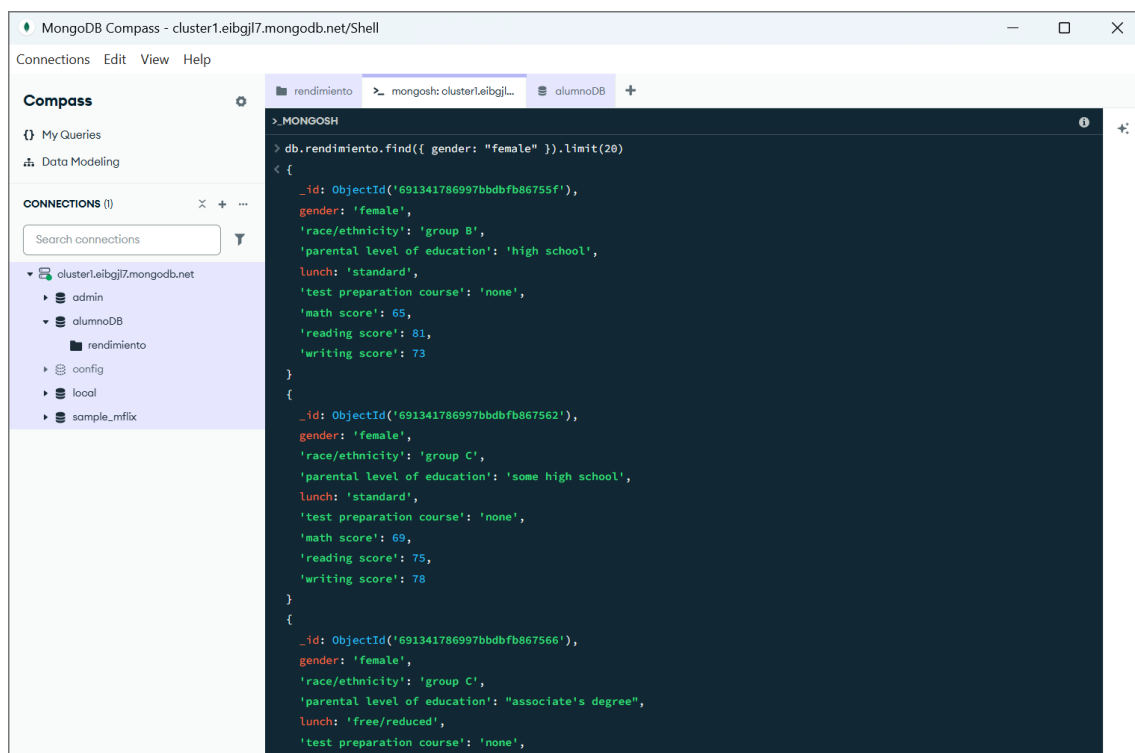 MongoDB Compass - cluster1.eibgjl7.mongodb.net/Shell
Connections Edit View Help
Compass
My Queries
Data Modeling
CONNECTIONS (1)
Search connections
cluster1.eibgjl7.mongodb.net
admin
alumnoDB
rendimiento
config
local
sample_mflix
rendimiento
>_ mongosh: cluster1.eibgjl...
alumnoDB
>_MONGOSH
> db.rendimiento.find({ gender: "female" }).limit(20)
< {
_id: ObjectId('691341786997bbdbfb86755f'),
gender: 'female',
'race/ethnicity': 'group B',
'parental level of education': 'high school',
lunch: 'standard',
'test preparation course': 'none',
'math score': 65,
'reading score': 81,
'writing score': 73
}
{
_id: ObjectId('691341786997bbdbfb867562'),
gender: 'female',
'race/ethnicity': 'group C',
'parental level of education': 'some high school',
lunch: 'standard',
'test preparation course': 'none',
'math score': 69,
'reading score': 75,
'writing score': 78
}
{
_id: ObjectId('691341786997bbdbfb867566'),
gender: 'female',
'race/ethnicity': 'group C',
'parental level of education': "associate's degree",
lunch: 'free/reduced',
'test preparation course': 'none',